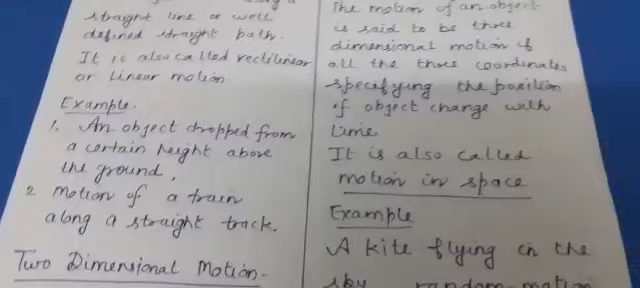 straight line or well
defined straight path.
It is also called rectilinear
or linear motion.
Example.
1. An object dropped from
a certain height above
the ground.
2 motion of a train
along a straight track.
Two Dimensional Motion-
The motion of an object
is said to be three
dimensional motion if
all the three coordinates
specifying the position
of object change with
time
It is also called
motion in space
Example
A kite flying in the
sky random motion